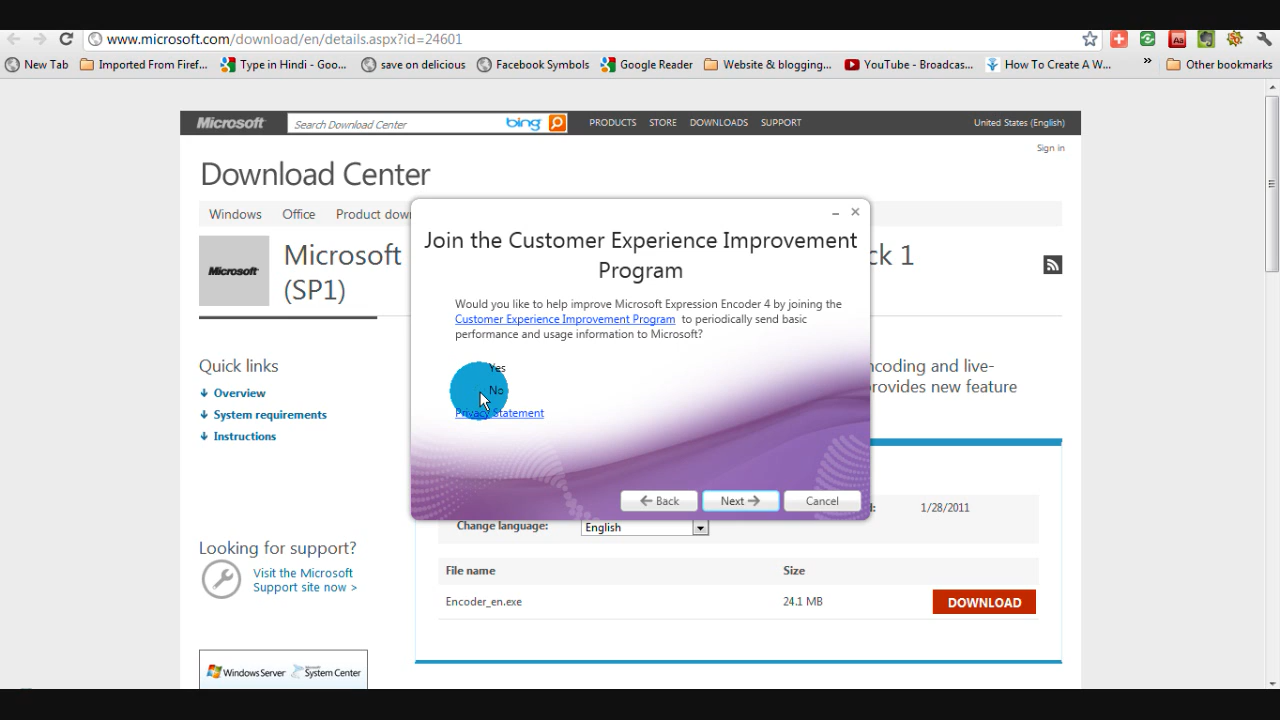 www.microsoft.com/download/en/details.aspx?id=24601
New Tab Imported From Firef... Type in Hindi - Goo... save on delicious Facebook Symbols Google Reader Website & blogging... YouTube - Broadcas... How To Create A W... » Other bookmarks
Microsoft Search Download Center bing PRODUCTS STORE DOWNLOADS SUPPORT United States (English)
Sign in
Download Center
Windows Office Product dow
Microsoft
Microsoft ck 1
(SP1)
Join the Customer Experience Improvement
Program
Would you like to help improve Microsoft Expression Encoder 4 by joining the
Customer Experience Improvement Program to periodically send basic
performance and usage information to Microsoft?
Yes
No
Privacy Statement
Back Next Cancel
Quick links
Overview
System requirements
Instructions
ncoding and live-
provides new feature
1/28/2011
Change language: English
File name Size
Encoder_en.exe 24.1 MB DOWNLOAD
Looking for support?
Visit the Microsoft
Support site now >
Windows Server Microsoft System Center